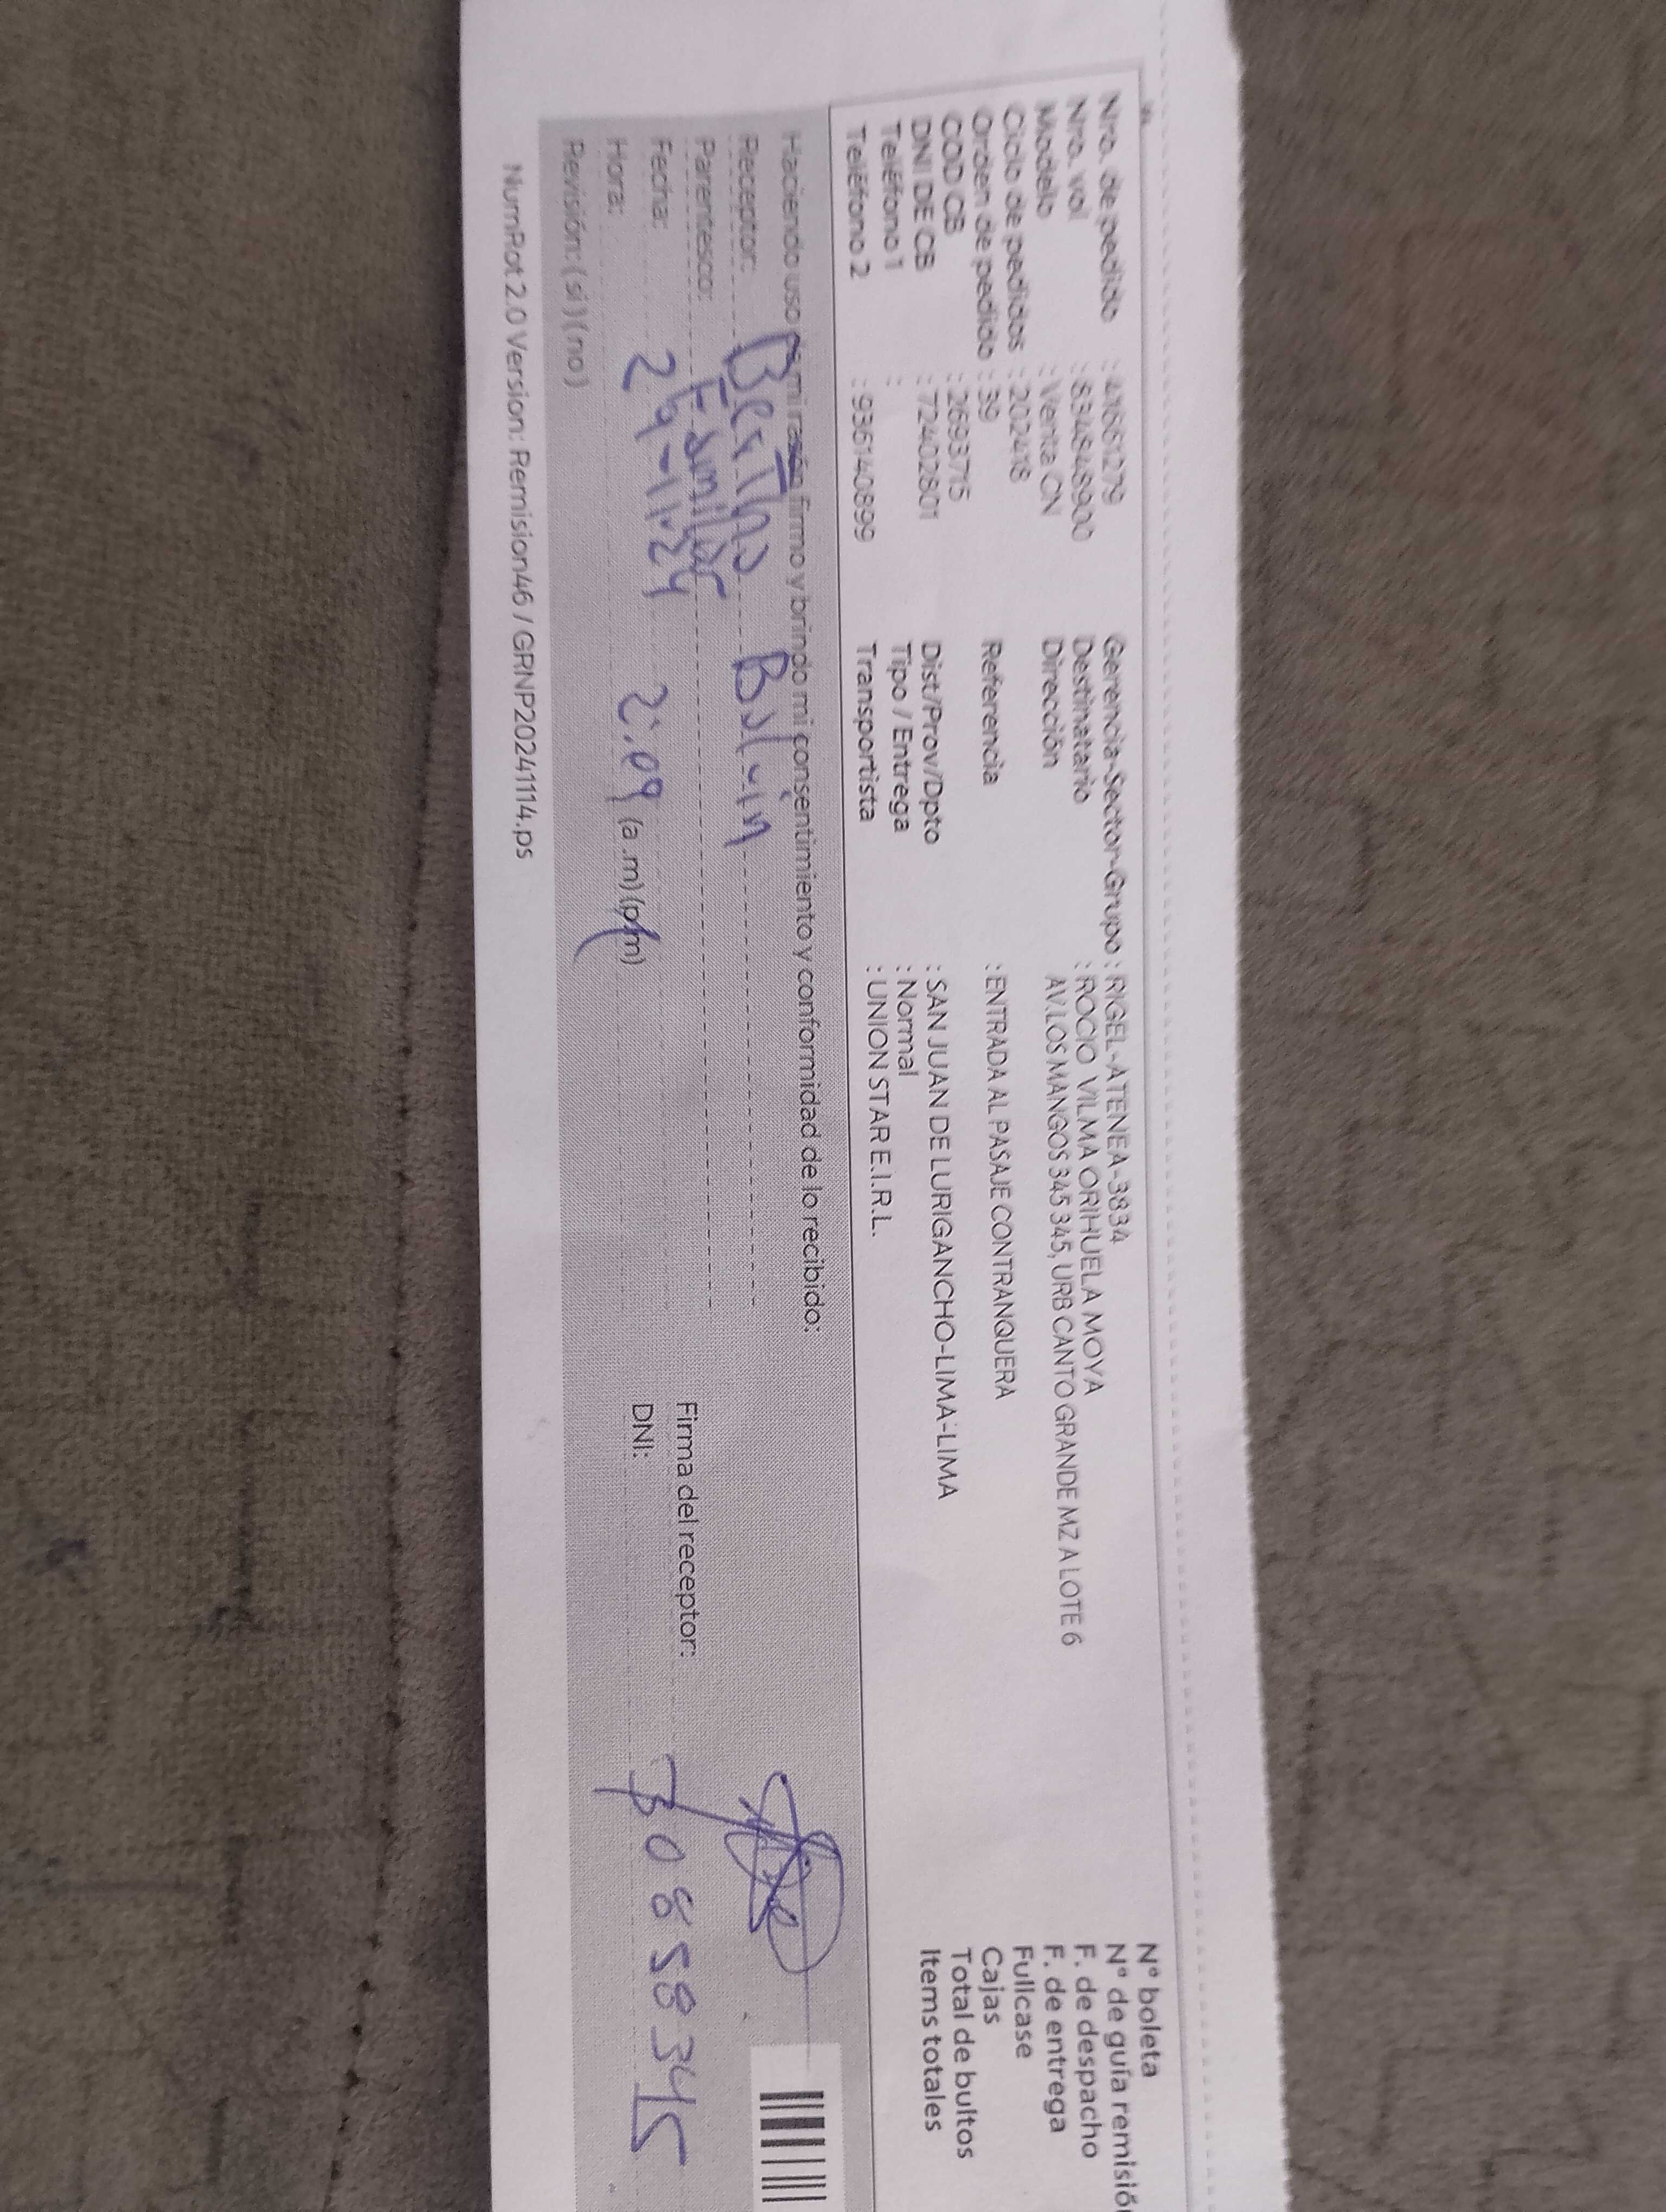 Nro. de pedido : 41661279
Nro. vol : 8348848900
Modelo : Venta CN
Ciclo de pedidos : 202418
Orden de pedido : 39
COD CB : 2693715
DNI DE CB : 72402801
Teléfono 1 :
Teléfono 2 : 936140899
Gerencia-Sector-Grupo : RIGEL-ATENEA-3834
Destinatario : ROCIO VILMA ORIHUELA MOYA
Dirección AV.LOS MANGOS 345 345, URB CANTO GRANDE MZ A LOTE 6
Referencia : ENTRADA AL PASAJE CONTRANQUERA
Dist/Prov/Dpto : SAN JUAN DE LURIGANCHO-LIMA-LIMA
Tipo / Entrega : Normal
Transportista : UNION STAR E.I.R.L.
N° boleta
N° de guía remisión
F. de despacho
F. de entrega
Fullcase
Cajas
Total de bultos
Items totales
Haciendo uso de mi razón firmo y brindo mi consentimiento y conformidad de lo recibido:
Receptor: Bertha
Parentesco: Familiar
Fecha: 29-11-24
Hora: 2:09 (a.m) (p.m)
Revisión: ( si ) ( no )
Firma del receptor:
DNI: 30858345
NumPot 2.0 Version: Remision46 / GRNP20241114.ps